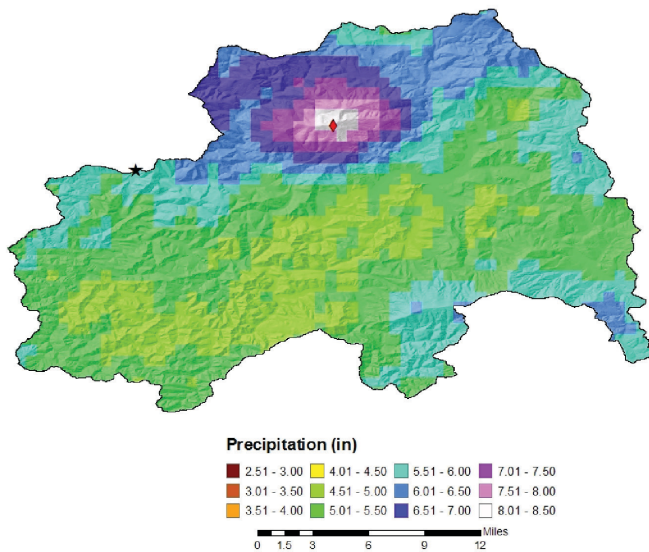 Precipitation (in)
2.51 - 3.00 4.01 - 4.50 5.51 - 6.00 7.01 - 7.50
3.01 - 3.50 4.51 - 5.00 6.01 - 6.50 7.51 - 8.00
3.51 - 4.00 5.01 - 5.50 6.51 - 7.00 8.01 - 8.50
Miles
0 1.5 3 6 9 12